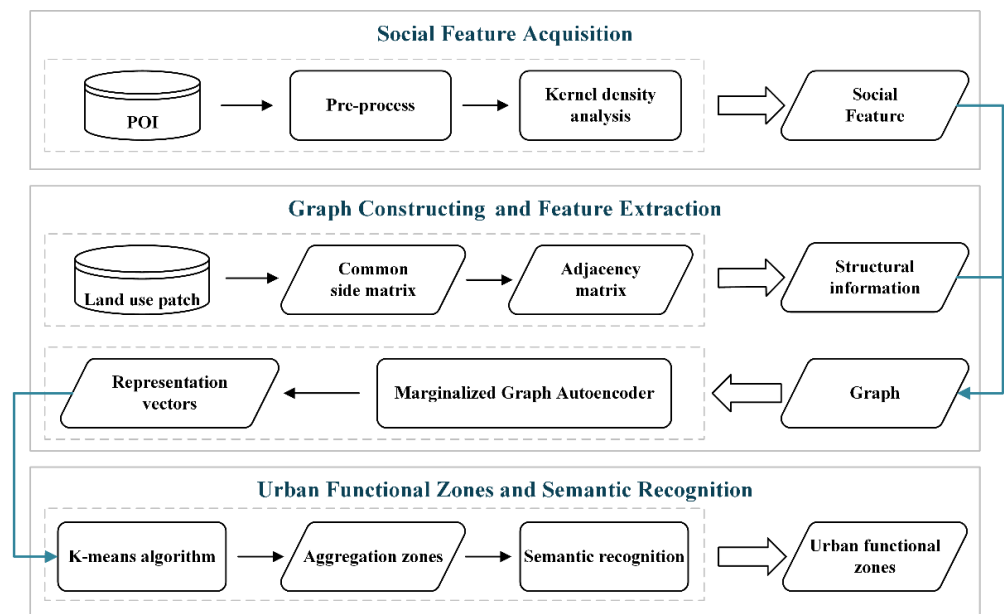 Social Feature Acquisition
POI
Pre-process
Kernel density
analysis
Social
Feature
Graph Constructing and Feature Extraction
Land use patch
Common
side matrix
Adjacency
matrix
Structural
information
Representation
vectors
Marginalized Graph Autoencoder
Graph
Urban Functional Zones and Semantic Recognition
K-means algorithm
Aggregation zones
Semantic recognition
Urban functional
zones